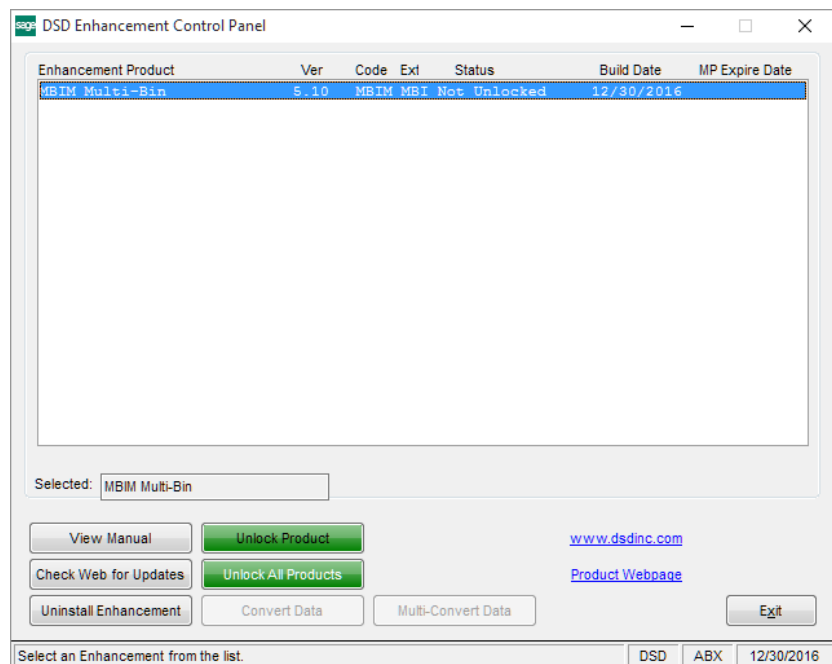 sage DSD Enhancement Control Panel
Enhancement Product Ver Code Ext Status Build Date MP Expire Date
MBIM Multi-Bin 5.10 MBIM MBI Not Unlocked 12/30/2016
Selected: MBIM Multi-Bin
View Manual Unlock Product www.dsdinc.com
Check Web for Updates Unlock All Products Product Webpage
Uninstall Enhancement Convert Data Multi-Convert Data Exit
Select an Enhancement from the list. DSD ABX 12/30/2016